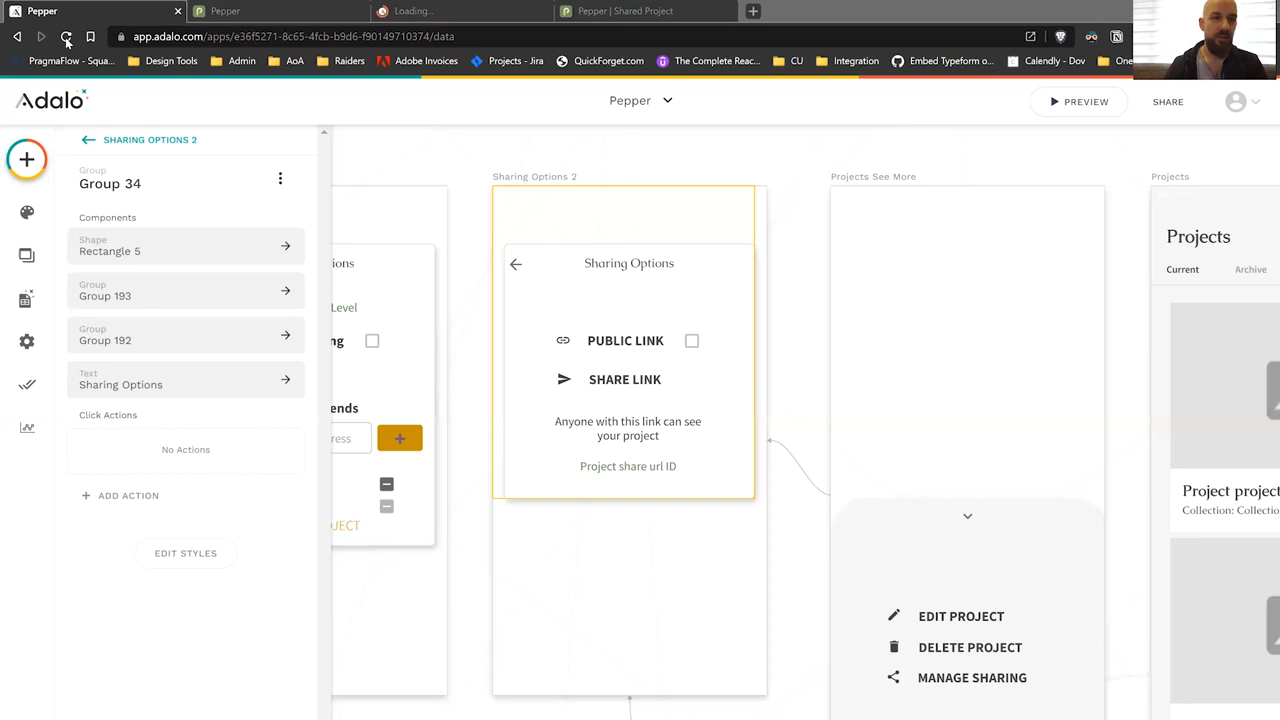 Pepper
Pepper
Loading...
Pepper | Shared Project
app.adalo.com/apps/e36f5271-8c65-4fcb-b9d6-f90149710374/data
PragmaFlow - Squa...
Design Tools
Admin
AoA
Raiders
Projects - Jir
QuickFuse.com
The Complete Reac...
CU
Integration
Embed Typeform o...
Calendly - Dov
One
Adalo
Pepper
PREVIEW
SHARE
SHARING OPTIONS 2
Group
Group 34
Components
Shape
Rectangle 5
Group
Group 193
Group
Group 192
Text
Sharing Options
Click Actions
No Actions
ADD ACTION
EDIT STYLES
ions
Level
ng
ends
ress
JECT
Sharing Options 2
Sharing Options
PUBLIC LINK
SHARE LINK
Anyone with this link can see
your project
Project share url ID
Projects See More
EDIT PROJECT
DELETE PROJECT
MANAGE SHARING
Projects
Projects
Current
Archive
Project project
Collection: Collectio